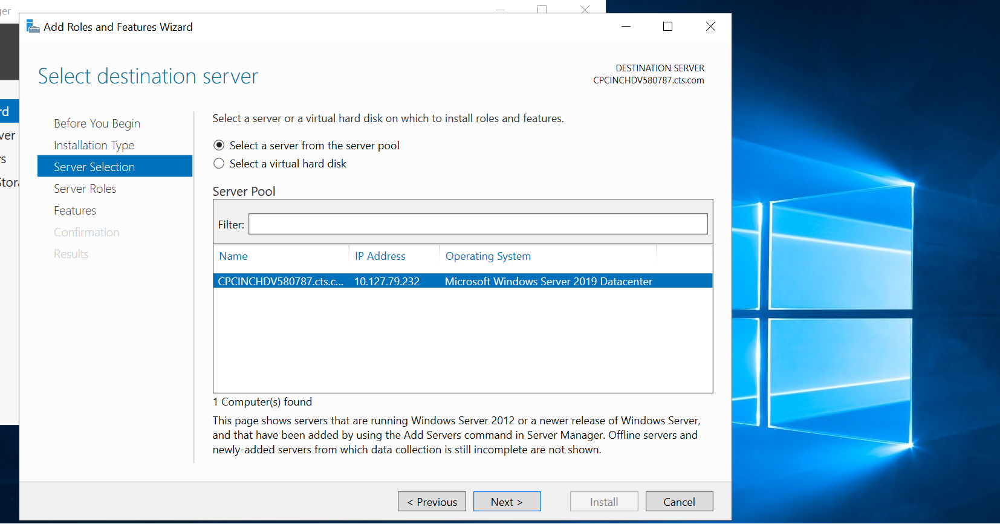 ger
Add Roles and Features Wizard
Select destination server
DESTINATION SERVER
CPCINCHDV580787.cts.com
rd
ver
rs
Stora
Before You Begin
Installation Type
Server Selection
Server Roles
Features
Confirmation
Results
Select a server or a virtual hard disk on which to install roles and features.
Select a server from the server pool
Select a virtual hard disk
Server Pool
Filter:
Name IP Address Operating System
CPCINCHDV580787.cts.c... 10.127.79.232 Microsoft Windows Server 2019 Datacenter
1 Computer(s) found
This page shows servers that are running Windows Server 2012 or a newer release of Windows Server,
and that have been added by using the Add Servers command in Server Manager. Offline servers and
newly-added servers from which data collection is still incomplete are not shown.
< Previous Next > Install Cancel